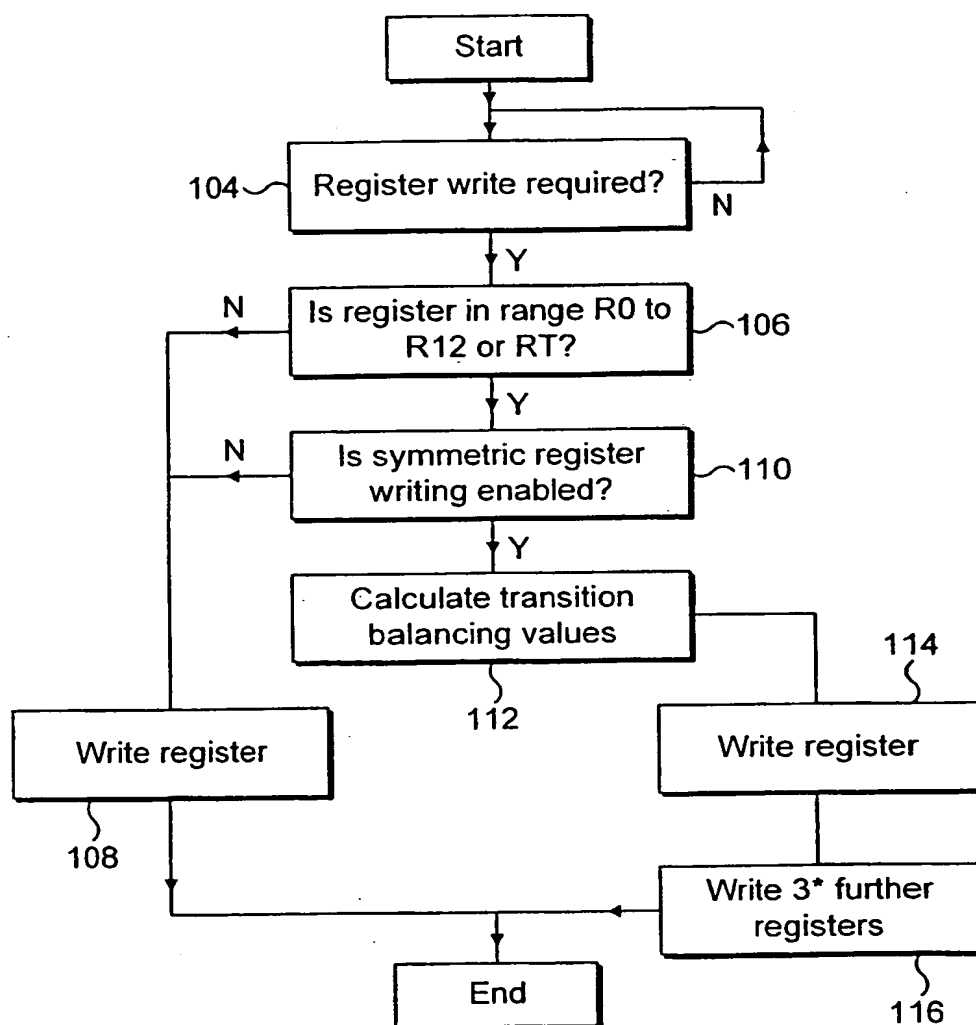 Start
Register write required?
104
N
Y
Is register in range R0 to
R12 or RT?
106
N
Y
Is symmetric register
writing enabled?
110
N
Y
Calculate transition
balancing values
112
114
Write register
108
Write register
Write 3* further
registers
116
End